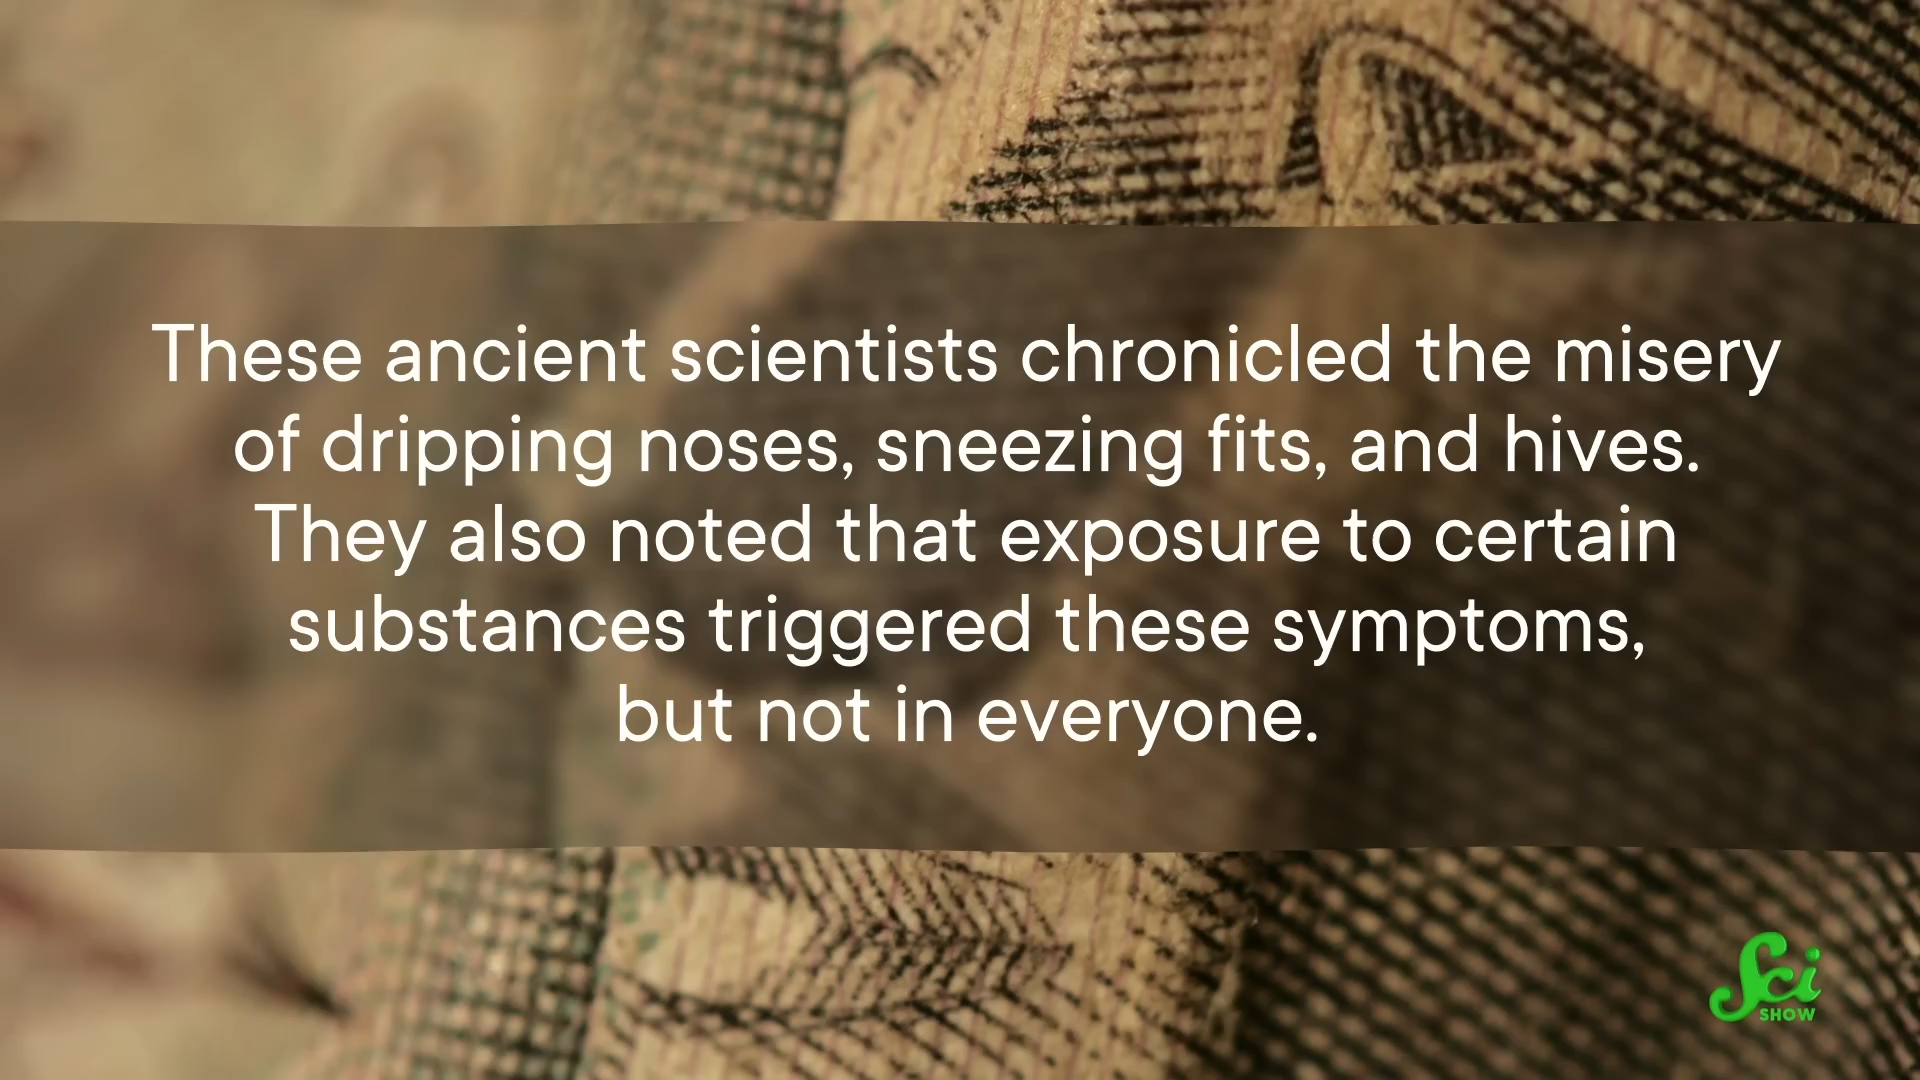 These ancient scientists chronicled the misery
of dripping noses, sneezing fits, and hives.
They also noted that exposure to certain
substances triggered these symptoms,
but not in everyone.
Sci
SHOW